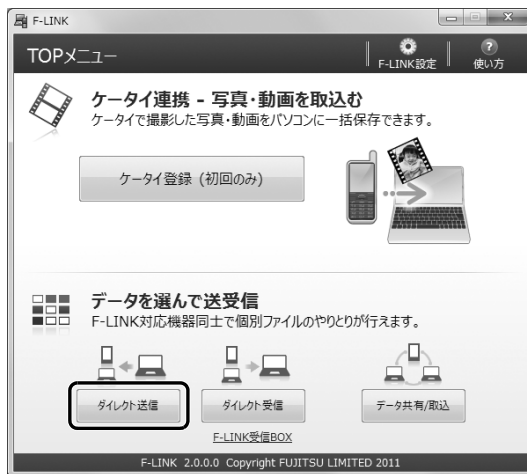 F-LINK
TOPメニュー
F-LINK設定
?
使い方
ケータイ連携 - 写真・動画を取込む
ケータイで撮影した写真・動画をパソコンに一括保存できます。
ケータイ登録 (初回のみ)
データを選んで送受信
F-LINK対応機器同士で個別ファイルのやりとりが行えます。
ダイレクト送信
ダイレクト受信
データ共有/取込
F-LINK受信BOX
F-LINK 2.0.0.0 Copyright FUJITSU LIMITED 2011